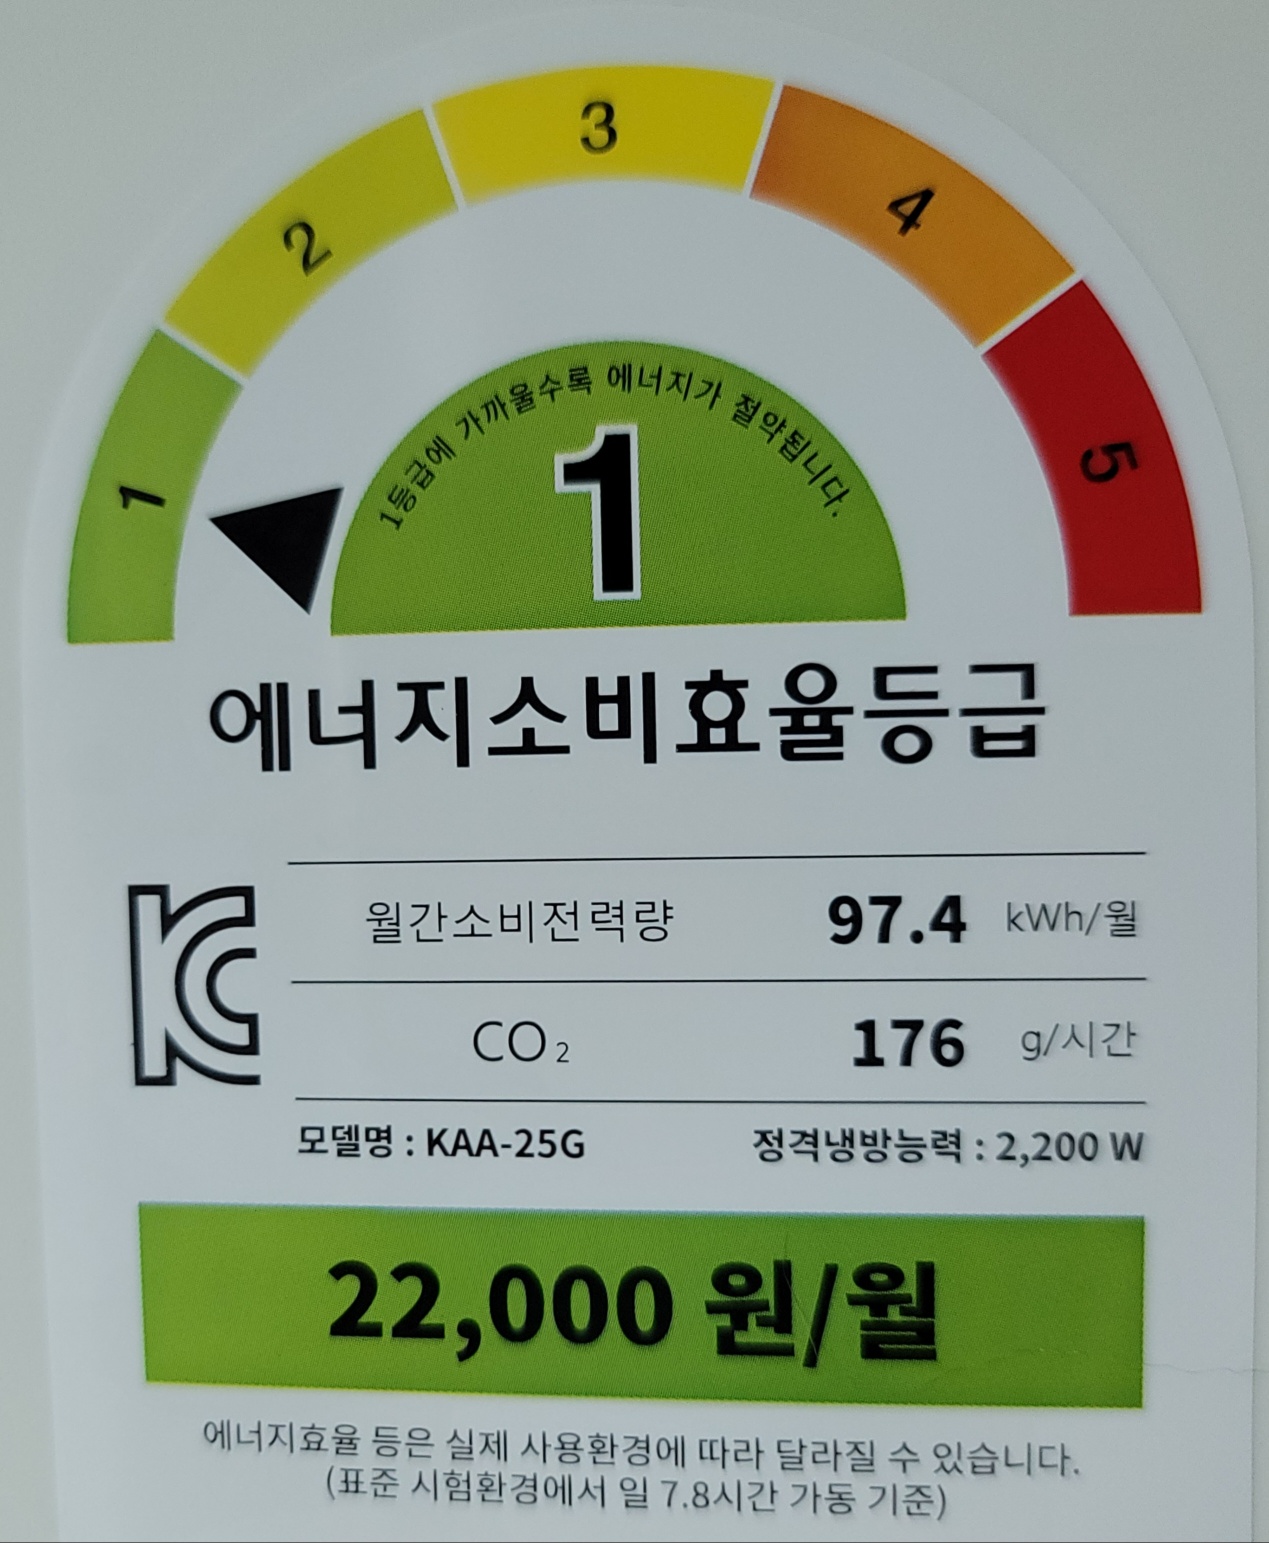 1
2
3
4
5
1등급에 가까울수록 에너지가 절약됩니다.
1
에너지소비효율등급
월간소비전력량 97.4 kWh/월
CO₂ 176 g/시간
모델명 : KAA-25G 정격냉방능력 : 2,200 W
22,000 원/월
에너지효율 등은 실제 사용환경에 따라 달라질 수 있습니다.
(표준 시험환경에서 일 7.8시간 가동 기준)